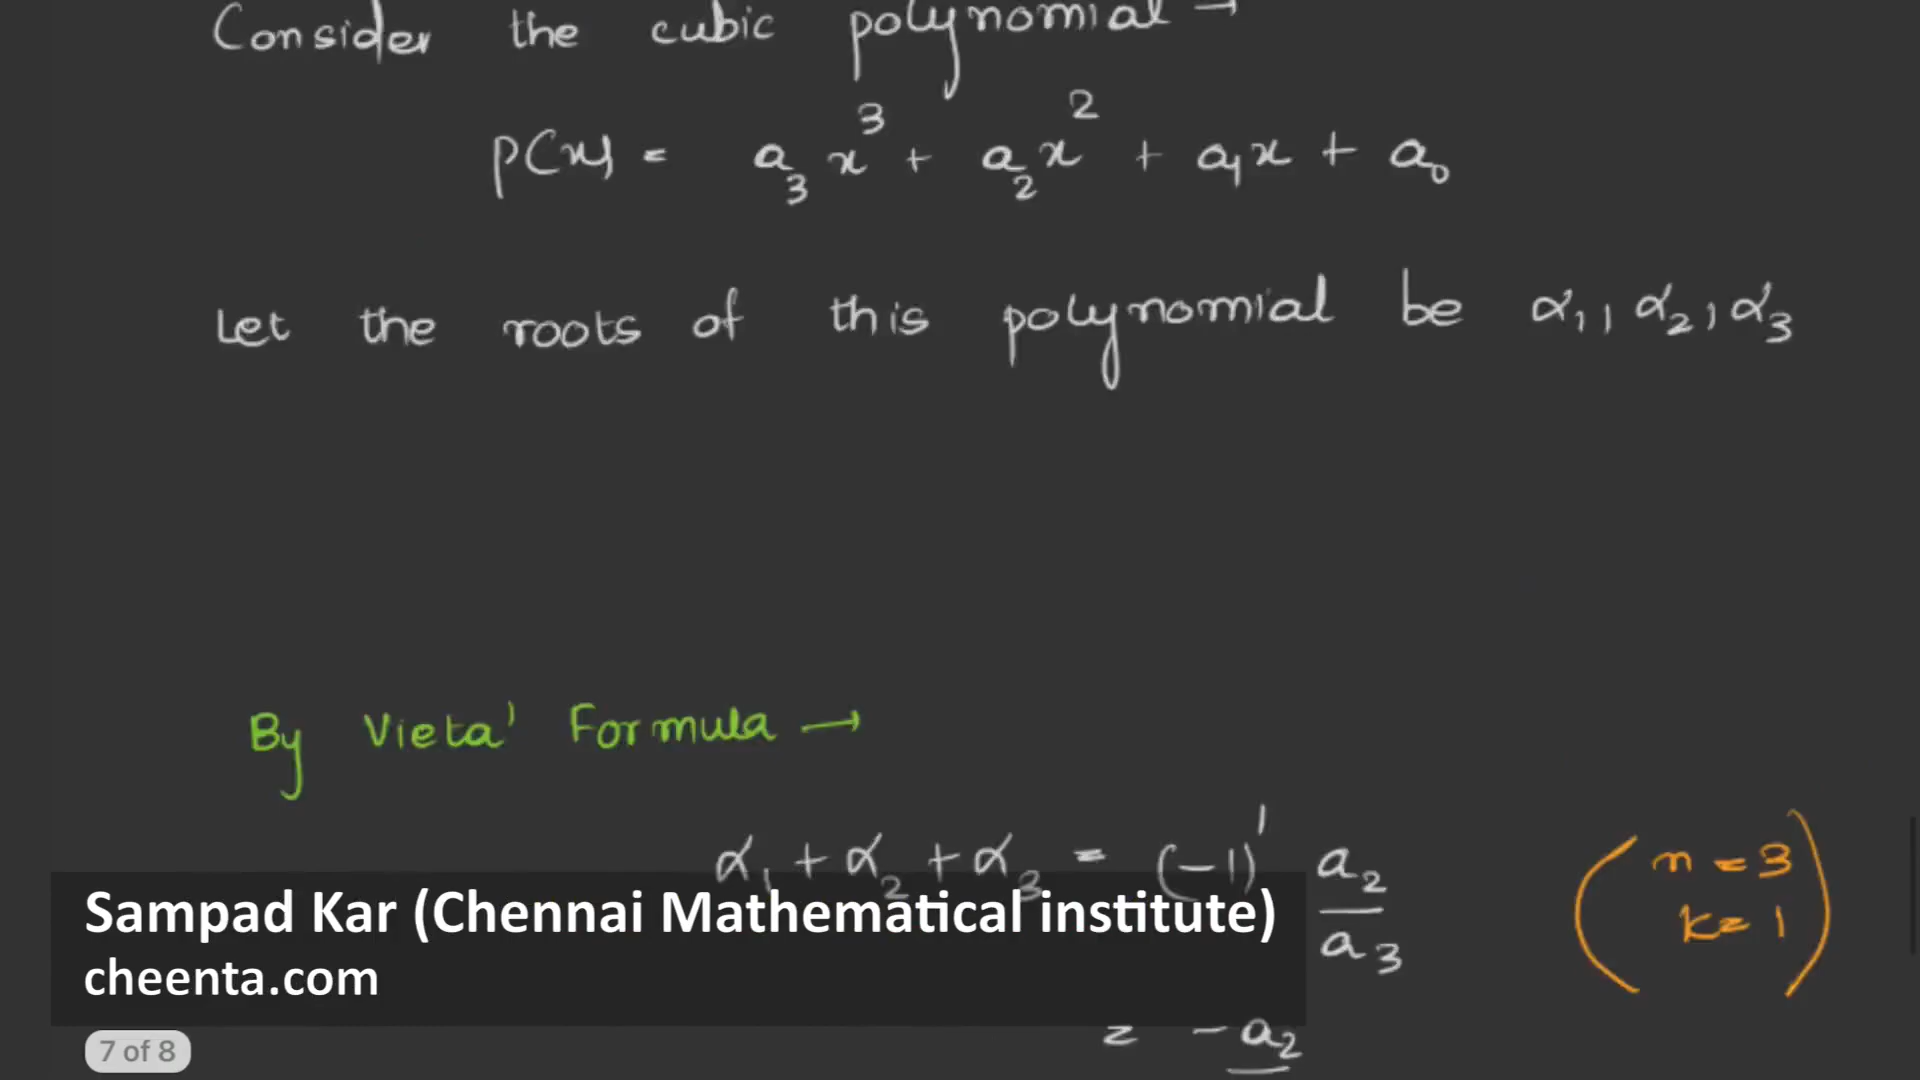 Consider the cubic polynomial →
p(x) = a₃x³ + a₂x² + a₁x + a₀
Let the roots of this polynomial be α₁, α₂, α₃
By Vieta' Formula →
α₁ + α₂ + α₃ = (-1)¹ a₂/a₃ (n = 3
k = 1)
Sampad Kar (Chennai Mathematical institute)
cheenta.com
= -a₂
7 of 8